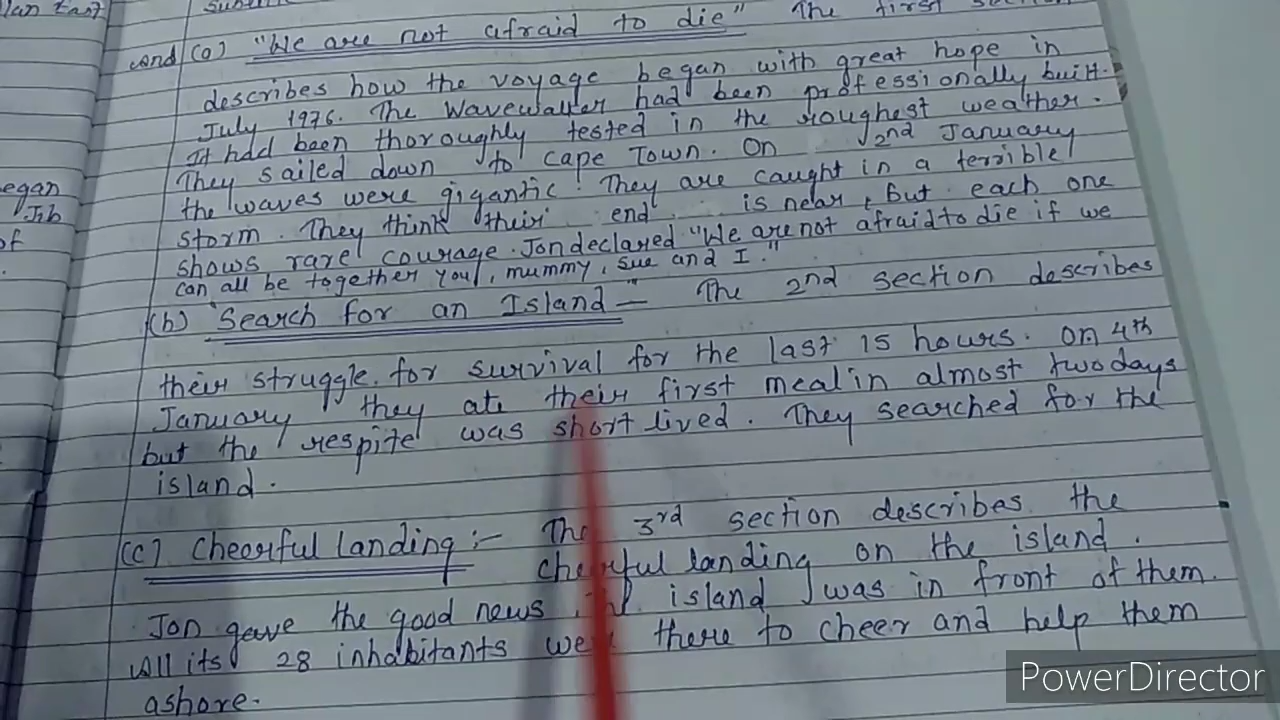 and (a) "We are not afraid to die" The first
describes how the voyage began with great hope in
July 1976. The Wavewalker had been professionally built.
It had been thoroughly tested in the roughest weather.
They sailed down to Cape Town. On 2nd January
the waves were gigantic. They are caught in a terrible
storm. They think their end is near, but each one
shows rare courage. Jon declared "We are not afraid to die if we
can all be together you, mummy, sue and I."
(b) "Search for an Island" - The 2nd section describes
their struggle for survival for the last 15 hours. On 4th
January they ate their first meal in almost two days
but the respite was short lived. They searched for the
island.
(c) Cheerful landing :- The 3rd section describes the
cheerful landing on the island.
Jon gave the good news. island was in front of them.
All its 28 inhabitants were there to cheer and help them
ashore.
egan
Job
of
PowerDirector